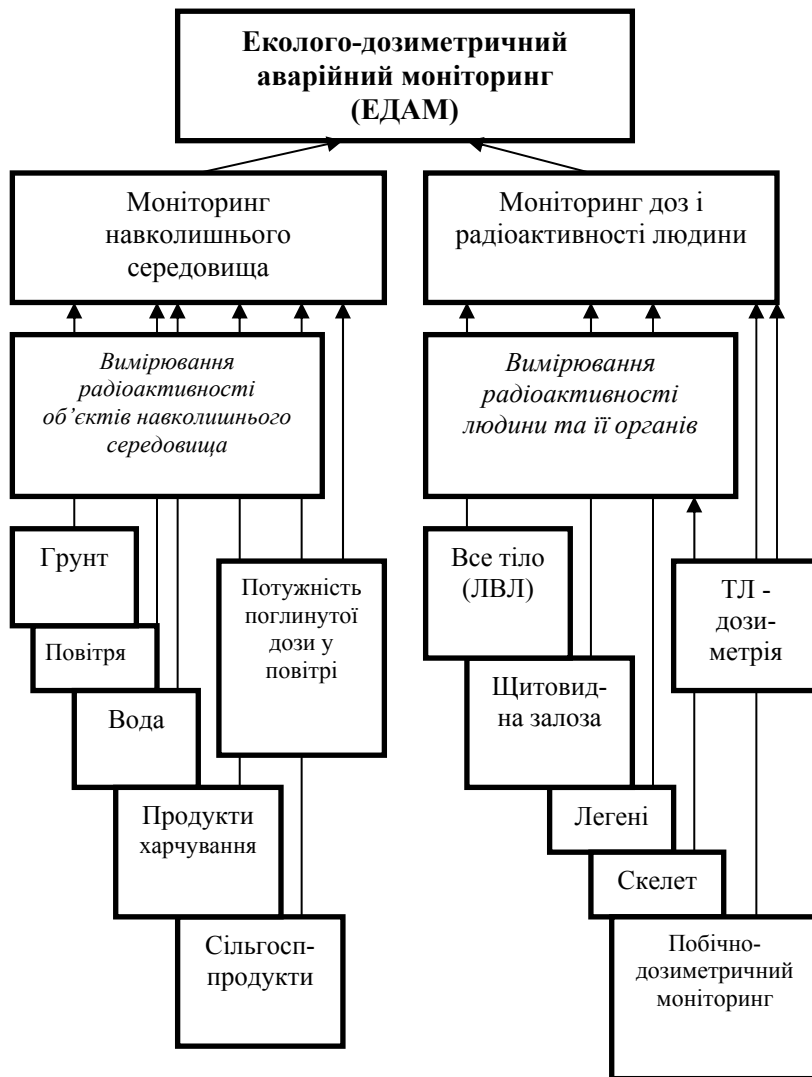 Еколого-дозиметричний
аварійний моніторинг
(ЕДАМ)
Моніторинг
навколишнього
середовища
Моніторинг доз і
радіоактивності людини
Вимірювання
радіоактивності
об’єктів навколишнього
середовища
Вимірювання
радіоактивності
людини та її органів
Грунт
Повітря
Вода
Продукти
харчування
Сільгосп-
продукти
Потужність
поглинутої
дози у
повітрі
Все тіло
(ЛВЛ)
Щитовид-
на залоза
Легені
Скелет
Побічно-
дозиметричний
моніторинг
ТЛ -
дози-
метрія